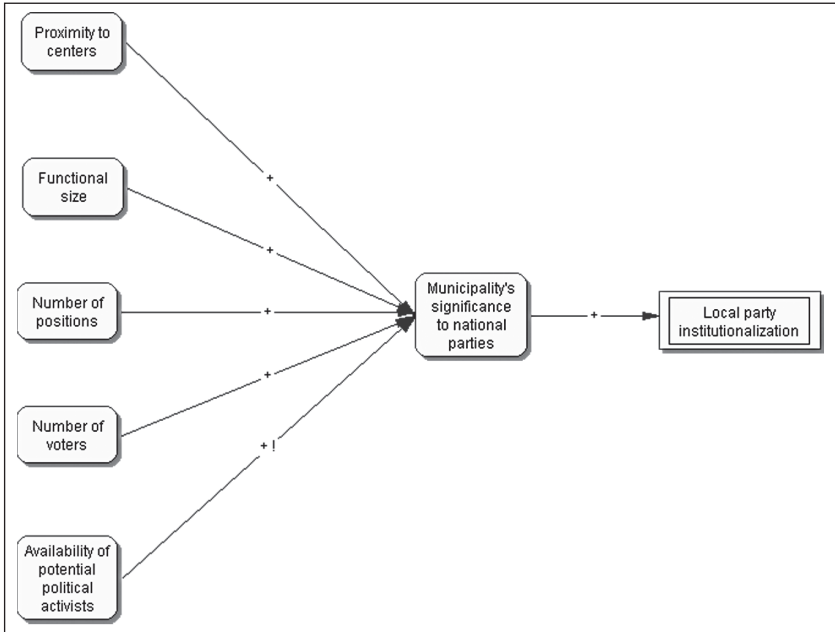 Proximity to
centers
+
Functional
size
+
Number of
positions
+
Municipality's
significance
to national
parties
+
Local party
institutionalization
Number of
voters
+
+ !
Availability of
potential
political
activists